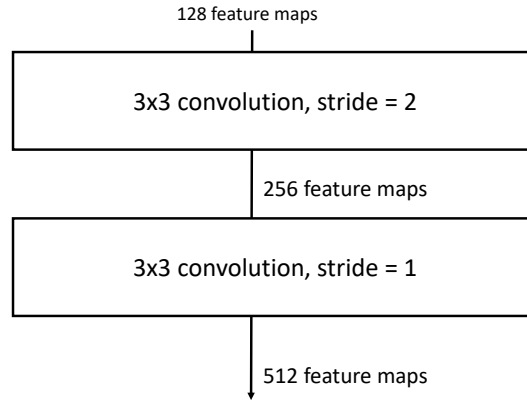 128 feature maps
3x3 convolution, stride = 2
256 feature maps
3x3 convolution, stride = 1
512 feature maps